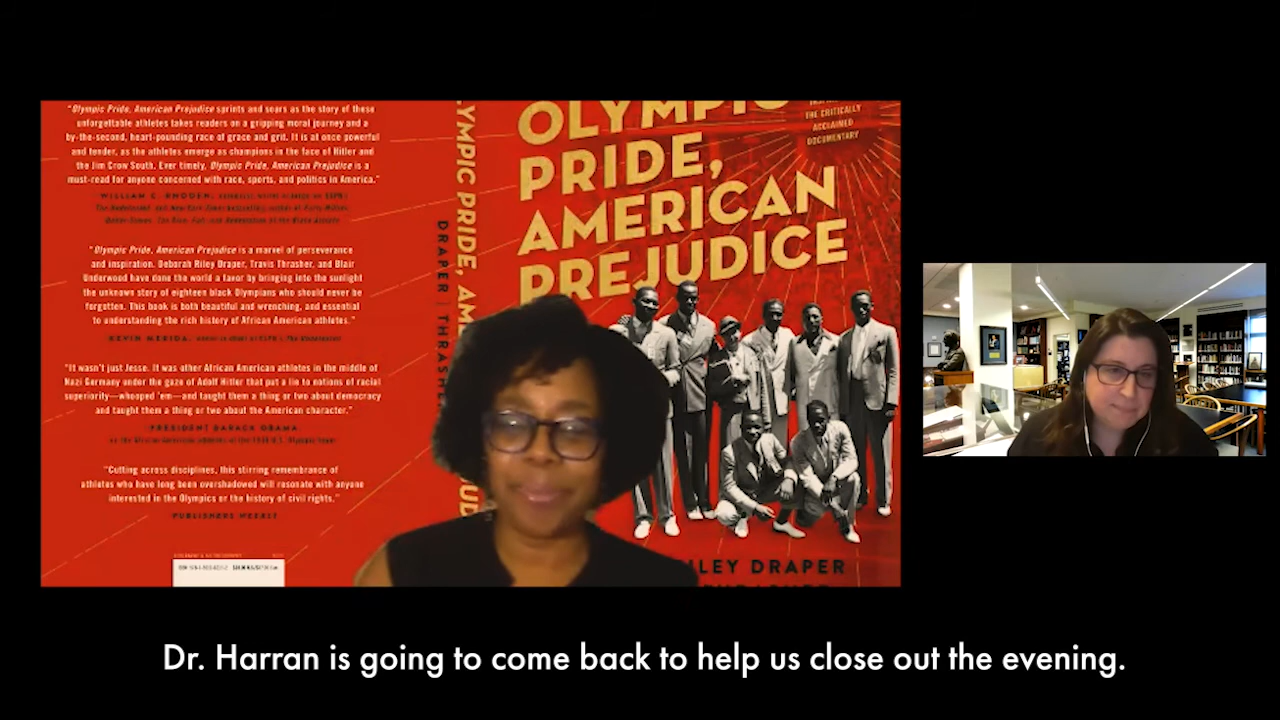 "Olympic Pride, American Prejudice sprints and soars as the story of these
unforgettable athletes takes readers on a gripping moral journey and a
by-the-second, heart-pounding race of grace and grit. It is at once powerful
and tender, as the athletes emerge as champions in the face of Hitler and
the Jim Crow South. Ever timely, Olympic Pride, American Prejudice is a
must-read for anyone concerned with race, sports, and politics in America."
WILLIAM C. RHODEN,
"Olympic Pride, American Prejudice is a marvel of perseverance
and inspiration. Deborah Riley Draper, Travis Thrasher, and Blair
Underwood have done the world a favor by bringing into the sunlight
the unknown story of eighteen black Olympians who should never be
forgotten. This book is both beautiful and wrenching, and essential
to understanding the rich history of African American athletes."
KEVIN MERIDA,
"It wasn't just Jesse. It was other African American athletes in the middle of
Nazi Germany under the gaze of Adolf Hitler that put a lie to notions of racial
superiority—whooped 'em—and taught them a thing or two about democracy
and taught them a thing or two about the American character."
PRESIDENT BARACK OBAMA
"Cutting across disciplines, this stirring remembrance of
athletes who have long been overshadowed will resonate with anyone
interested in the Olympics or the history of civil rights."
PUBLISHERS WEEKLY
YMPIC PRIDE, AME
DRAPER | THRASHE
OLYMPIC
PRIDE,
AMERICAN
PREJUDICE
THE CRITICALLY
ACCLAIMED
DOCUMENTARY
ILEY DRAPER
Dr. Harran is going to come back to help us close out the evening.